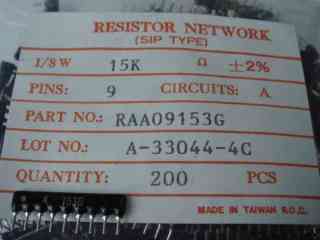 RESISTOR NETWORK
(SIP TYPE)
1/8W 15K Ω ±2%
PINS: 9 CIRCUITS: A
PART NO.: RAA09153G
LOT NO.: A-33044-4C
QUANTITY: 200 PCS
MADE IN TAIWAN R.O.C.